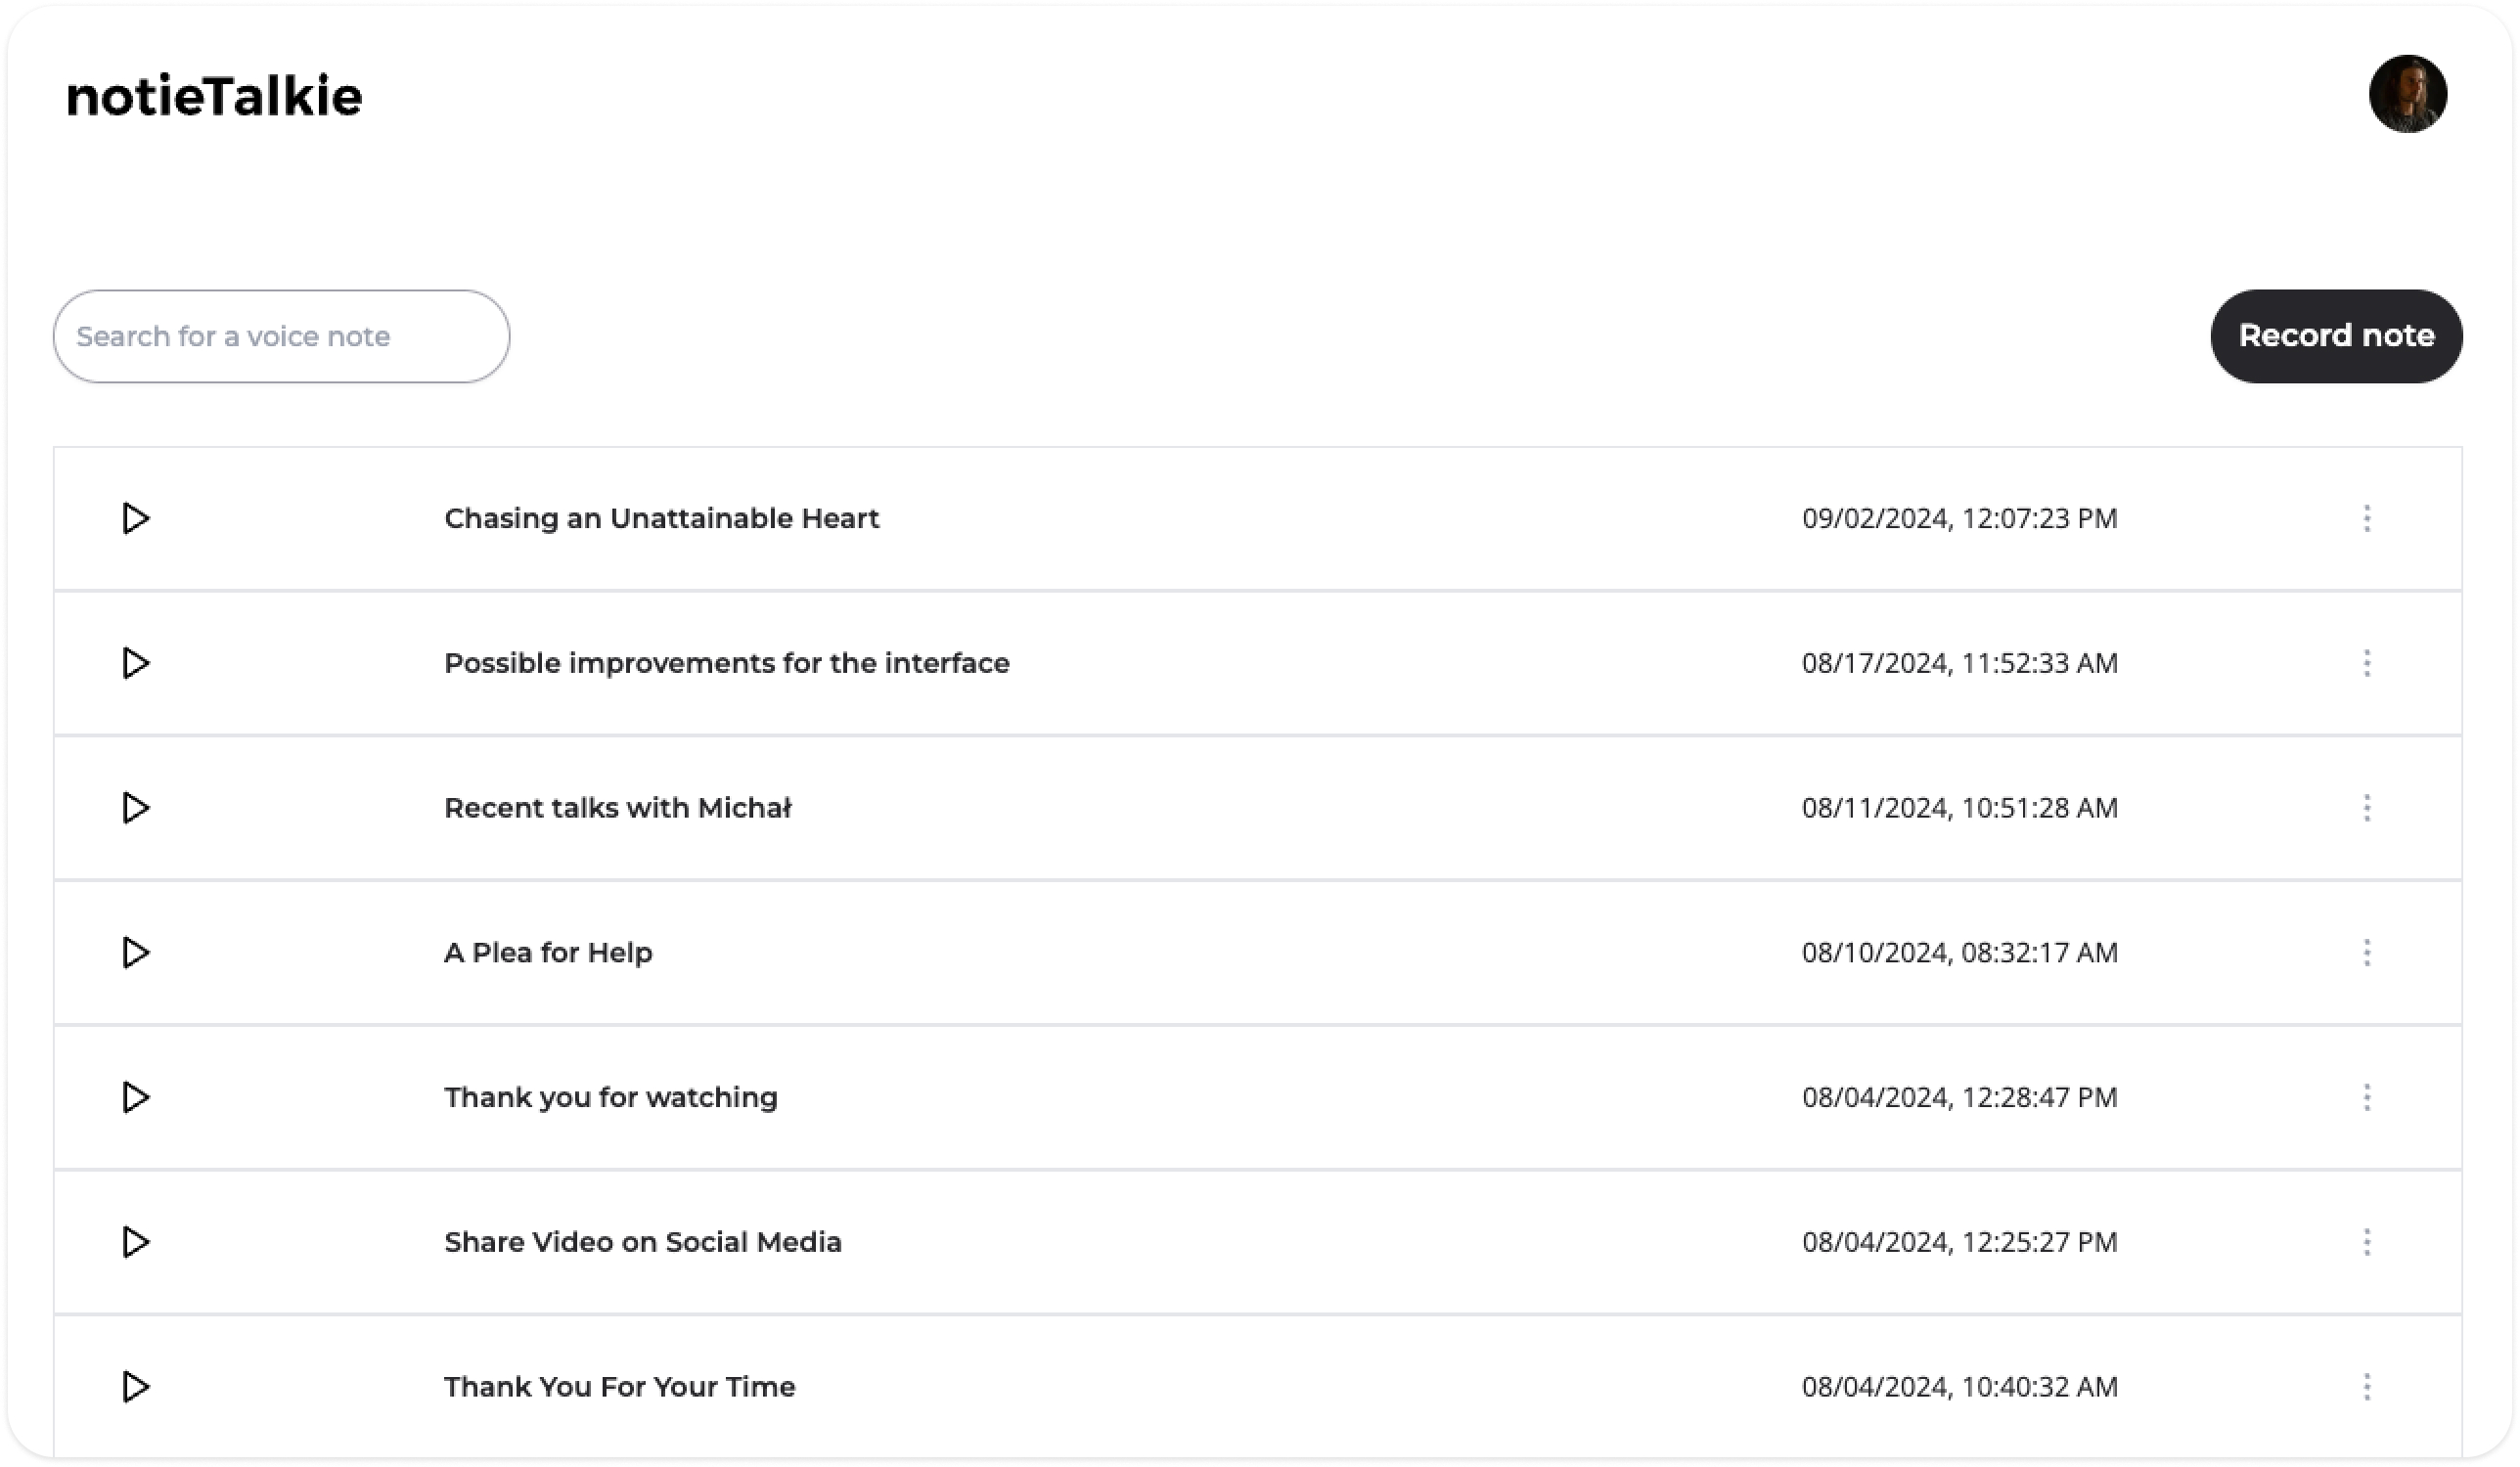 notieTalkie
Search for a voice note
Record note
Chasing an Unattainable Heart 09/02/2024, 12:07:23 PM
Possible improvements for the interface 08/17/2024, 11:52:33 AM
Recent talks with Michał 08/11/2024, 10:51:28 AM
A Plea for Help 08/10/2024, 08:32:17 AM
Thank you for watching 08/04/2024, 12:28:47 PM
Share Video on Social Media 08/04/2024, 12:25:27 PM
Thank You For Your Time 08/04/2024, 10:40:32 AM